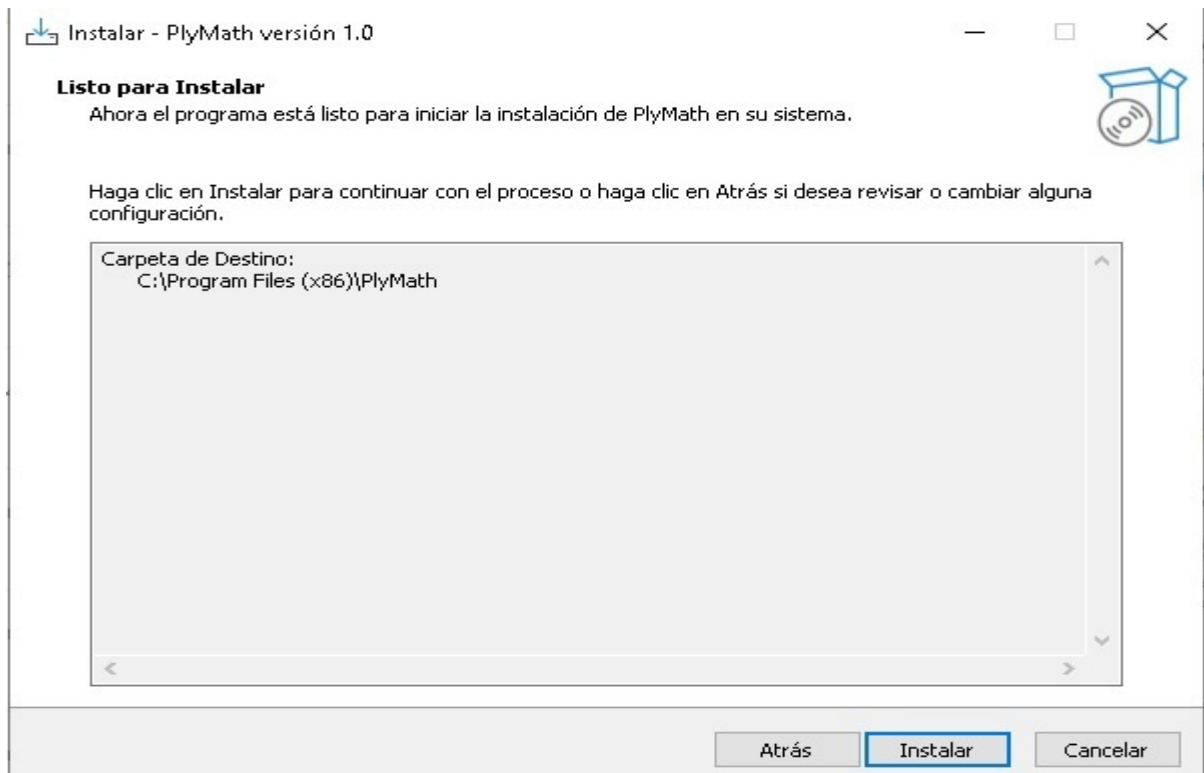 Instalar - PlyMath versión 1.0
Listo para Instalar
Ahora el programa está listo para iniciar la instalación de PlyMath en su sistema.
Haga clic en Instalar para continuar con el proceso o haga clic en Atrás si desea revisar o cambiar alguna
configuración.
Carpeta de Destino:
C:\Program Files (x86)\PlyMath
Atrás
Instalar
Cancelar